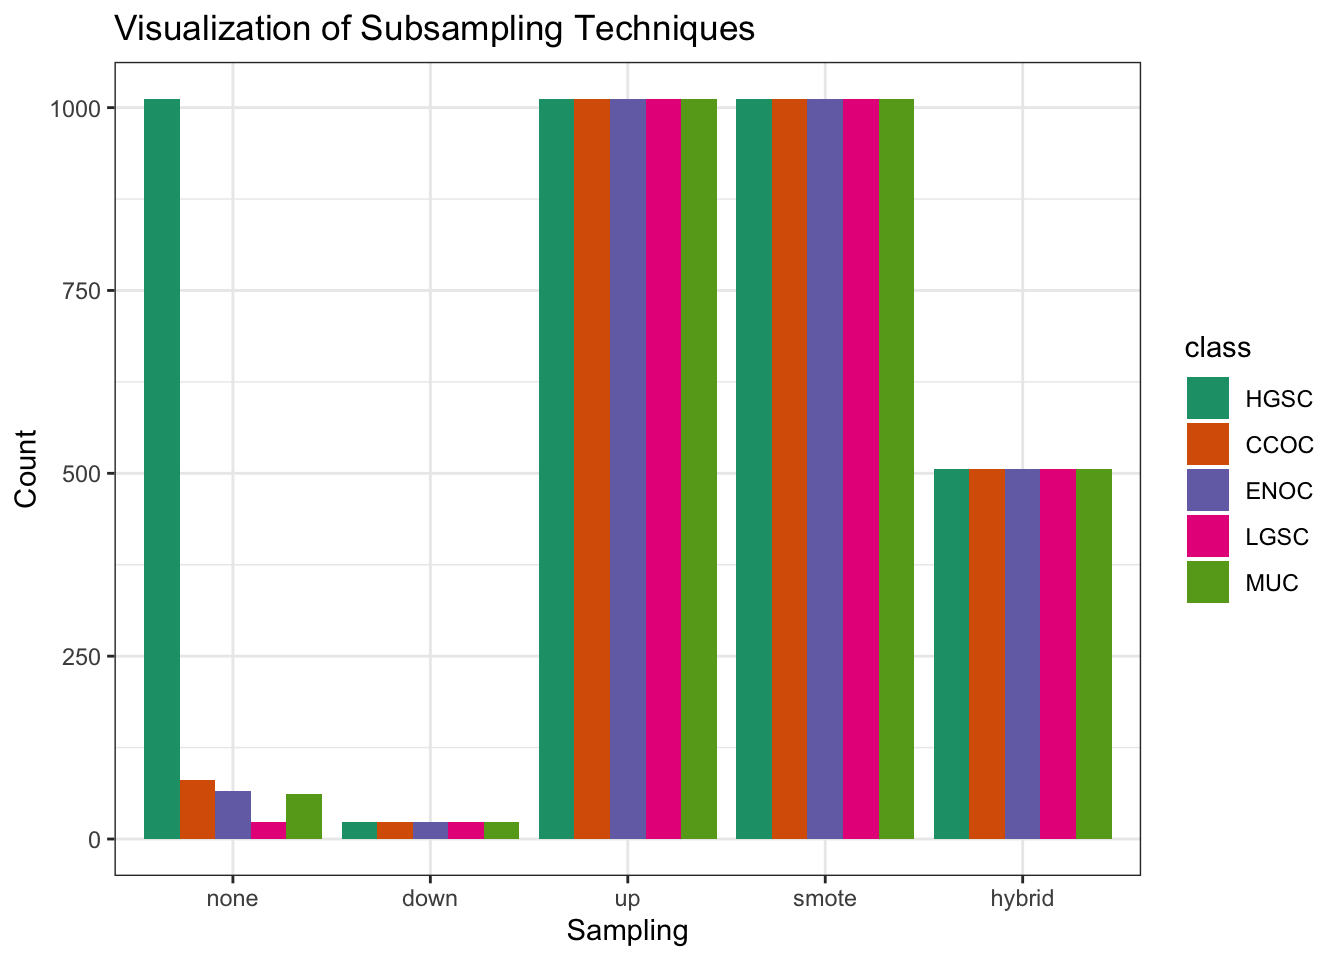 Visualization of Subsampling Techniques
1000
750
500
250
0
Count
none down up smote hybrid
Sampling
class
HGSC
CCOC
ENOC
LGSC
MUC